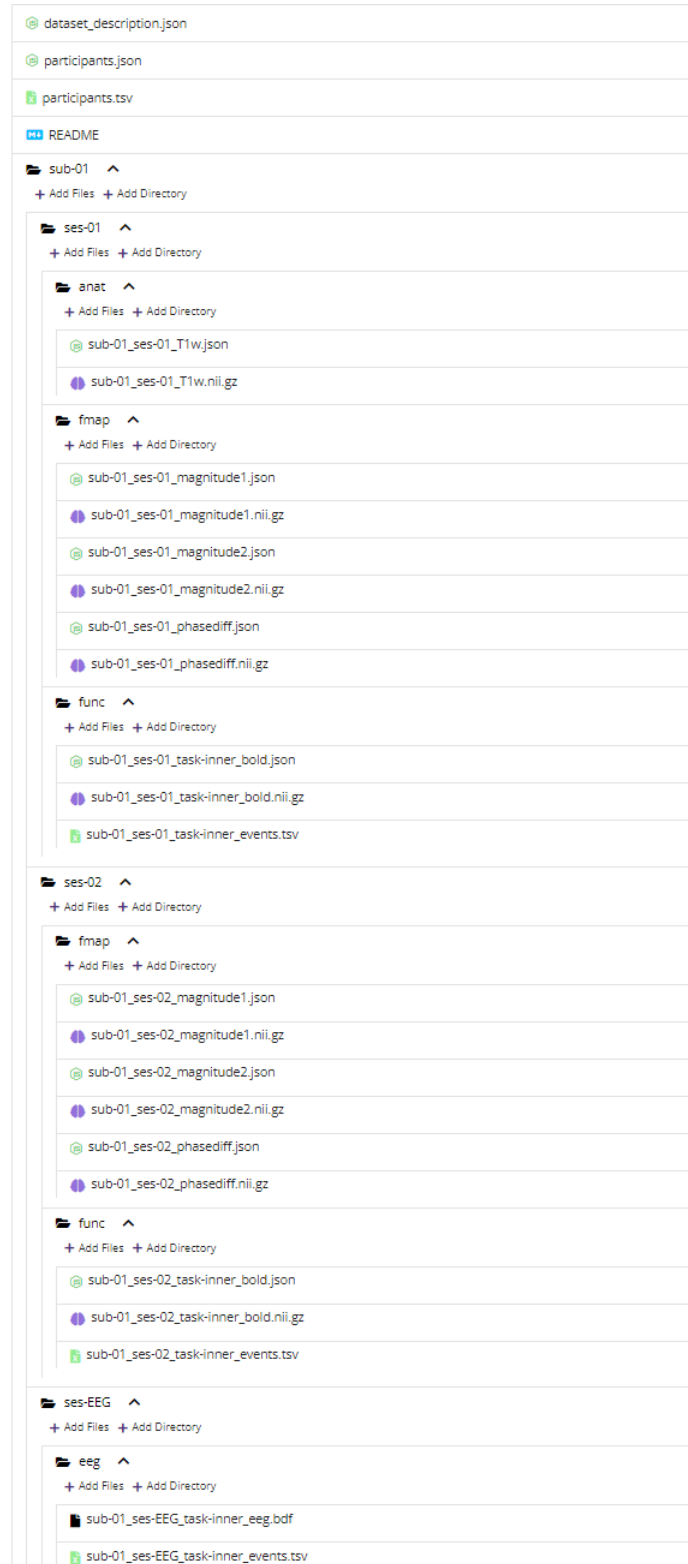 dataset_description.json
participants.json
participants.tsv
README
sub-01
+ Add Files + Add Directory
ses-01
+ Add Files + Add Directory
anat
+ Add Files + Add Directory
sub-01_ses-01_T1w.json
sub-01_ses-01_T1w.nii.gz
fmap
+ Add Files + Add Directory
sub-01_ses-01_magnitude1.json
sub-01_ses-01_magnitude1.nii.gz
sub-01_ses-01_magnitude2.json
sub-01_ses-01_magnitude2.nii.gz
sub-01_ses-01_phasediff.json
sub-01_ses-01_phasediff.nii.gz
func
+ Add Files + Add Directory
sub-01_ses-01_task-inner_bold.json
sub-01_ses-01_task-inner_bold.nii.gz
sub-01_ses-01_task-inner_events.tsv
ses-02
+ Add Files + Add Directory
fmap
+ Add Files + Add Directory
sub-01_ses-02_magnitude1.json
sub-01_ses-02_magnitude1.nii.gz
sub-01_ses-02_magnitude2.json
sub-01_ses-02_magnitude2.nii.gz
sub-01_ses-02_phasediff.json
sub-01_ses-02_phasediff.nii.gz
func
+ Add Files + Add Directory
sub-01_ses-02_task-inner_bold.json
sub-01_ses-02_task-inner_bold.nii.gz
sub-01_ses-02_task-inner_events.tsv
ses-EEG
+ Add Files + Add Directory
eeg
+ Add Files + Add Directory
sub-01_ses-EEG_task-inner_eeg.bdf
sub-01_ses-EEG_task-inner_events.tsv